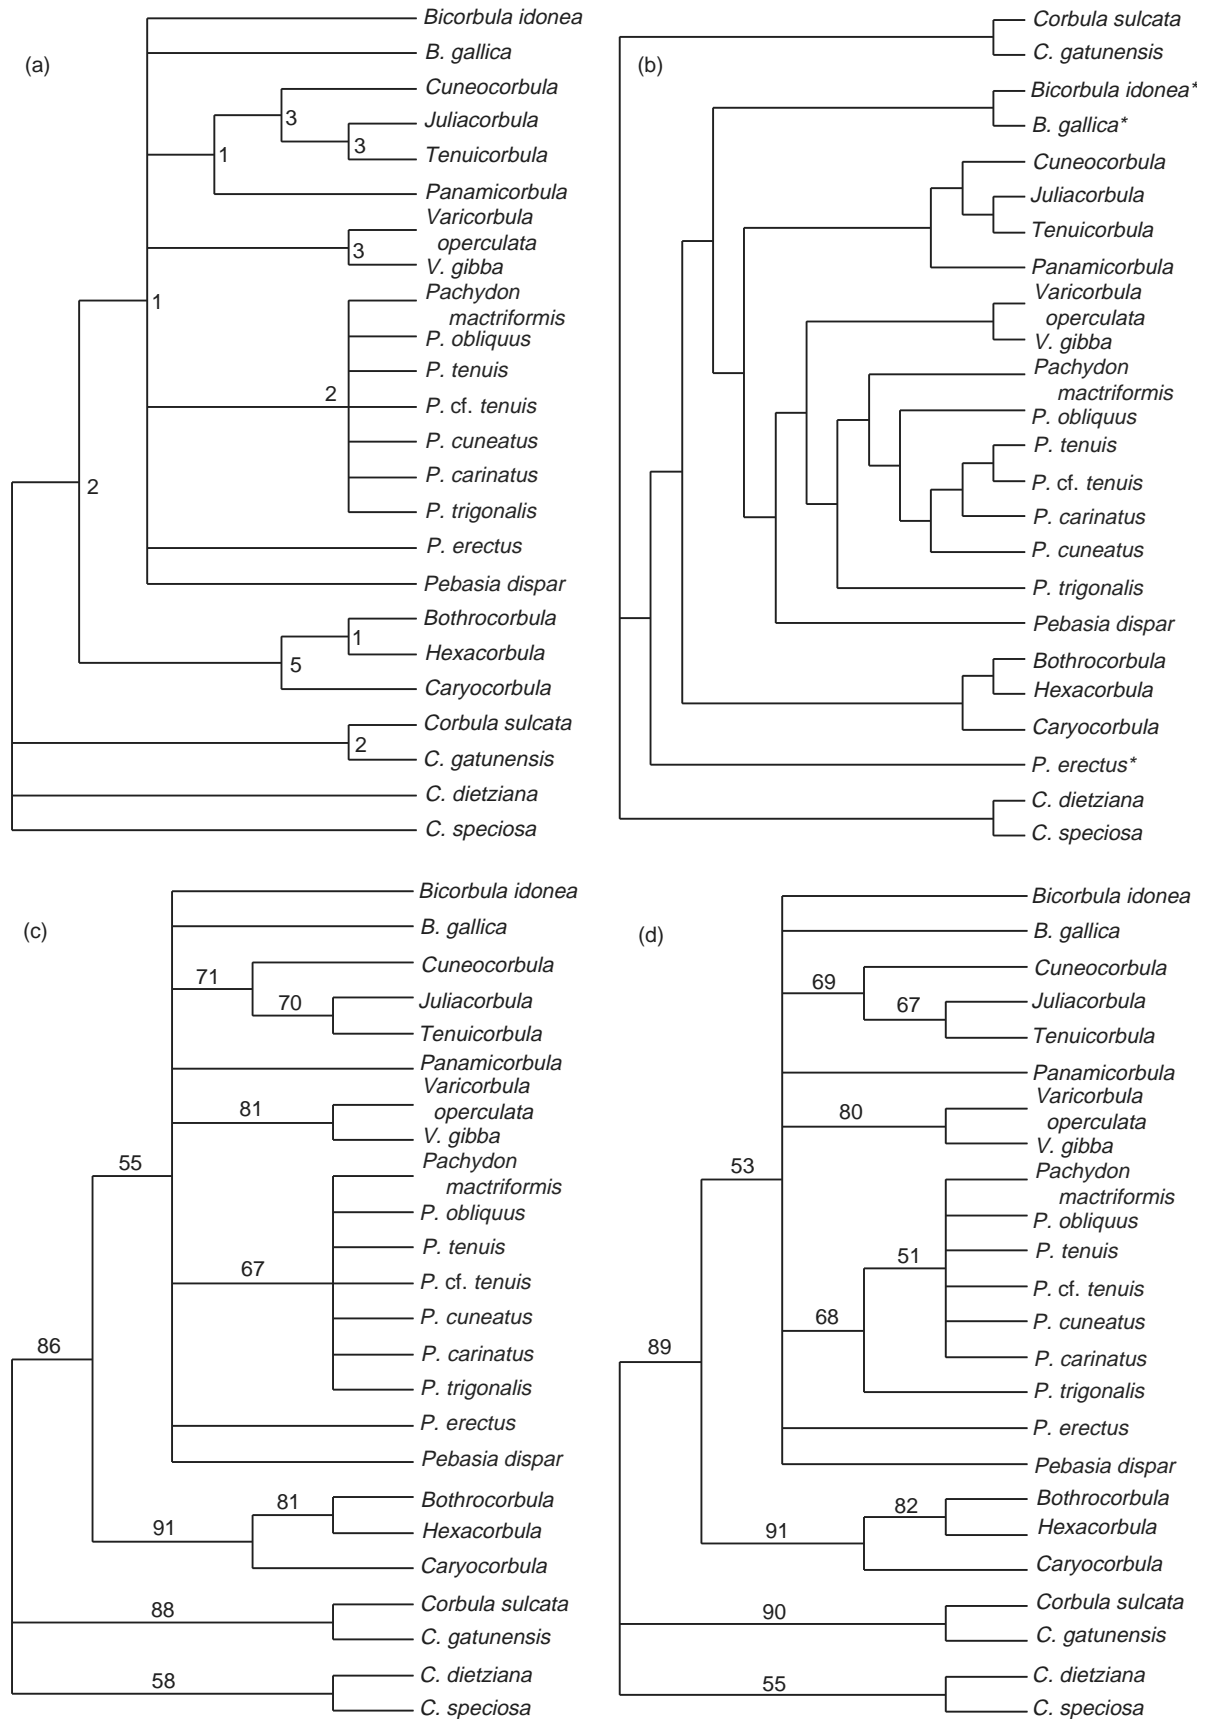 (a)
Bicorbula idonea
B. gallica
Cuneocorbula
3
Juliacorbula
3
Tenuicorbula
1
Panamicorbula
Varicorbula
operculata
3
V. gibba
1
Pachydon
mactriformis
P. obliquus
P. tenuis
2
P. cf. tenuis
P. cuneatus
P. carinatus
P. trigonalis
2
P. erectus
Pebasia dispar
Bothrocorbula
1
Hexacorbula
5
Caryocorbula
Corbula sulcata
2
C. gatunensis
C. dietziana
C. speciosa
(b)
Corbula sulcata
C. gatunensis
Bicorbula idonea*
B. gallica*
Cuneocorbula
Juliacorbula
Tenuicorbula
Panamicorbula
Varicorbula
operculata
V. gibba
Pachydon
mactriformis
P. obliquus
P. tenuis
P. cf. tenuis
P. carinatus
P. cuneatus
P. trigonalis
Pebasia dispar
Bothrocorbula
Hexacorbula
Caryocorbula
P. erectus*
C. dietziana
C. speciosa
(c)
Bicorbula idonea
B. gallica
Cuneocorbula
71
Juliacorbula
70
Tenuicorbula
Panamicorbula
Varicorbula
operculata
81
V. gibba
55
Pachydon
mactriformis
P. obliquus
P. tenuis
67
P. cf. tenuis
P. cuneatus
86
P. carinatus
P. trigonalis
P. erectus
Pebasia dispar
Bothrocorbula
81
Hexacorbula
91
Caryocorbula
Corbula sulcata
88
C. gatunensis
C. dietziana
58
C. speciosa
(d)
Bicorbula idonea
B. gallica
Cuneocorbula
69
Juliacorbula
67
Tenuicorbula
Panamicorbula
Varicorbula
operculata
80
V. gibba
53
Pachydon
mactriformis
P. obliquus
P. tenuis
51
P. cf. tenuis
P. cuneatus
68
89
P. carinatus
P. trigonalis
P. erectus
Pebasia dispar
Bothrocorbula
82
Hexacorbula
91
Caryocorbula
Corbula sulcata
90
C. gatunensis
C. dietziana
55
C. speciosa